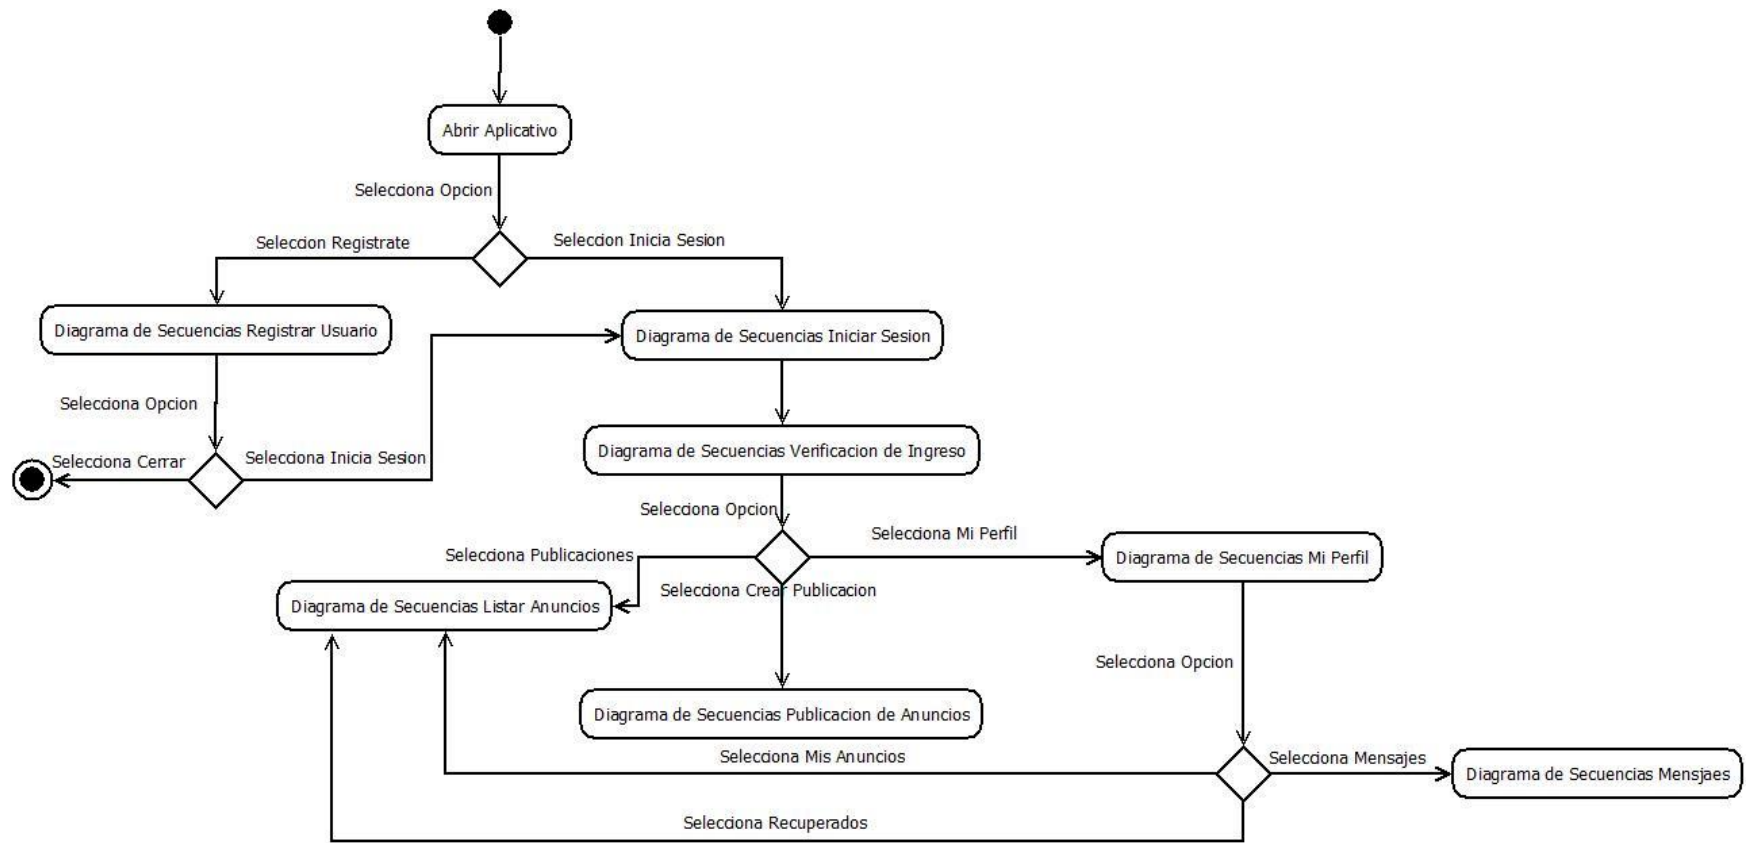 Abrir Aplicativo
Selecciona Opcion
Seleccion Registrate
Seleccion Inicia Sesion
Diagrama de Secuencias Registrar Usuario
Diagrama de Secuencias Iniciar Sesion
Selecciona Opcion
Selecciona Cerrar
Selecciona Inicia Sesion
Diagrama de Secuencias Verificacion de Ingreso
Selecciona Opcion
Selecciona Mi Perfil
Selecciona Publicaciones
Diagrama de Secuencias Mi Perfil
Selecciona Crear Publicacion
Diagrama de Secuencias Listar Anuncios
Selecciona Opcion
Diagrama de Secuencias Publicacion de Anuncios
Selecciona Mis Anuncios
Selecciona Mensajes
Diagrama de Secuencias Mensjaes
Selecciona Recuperados